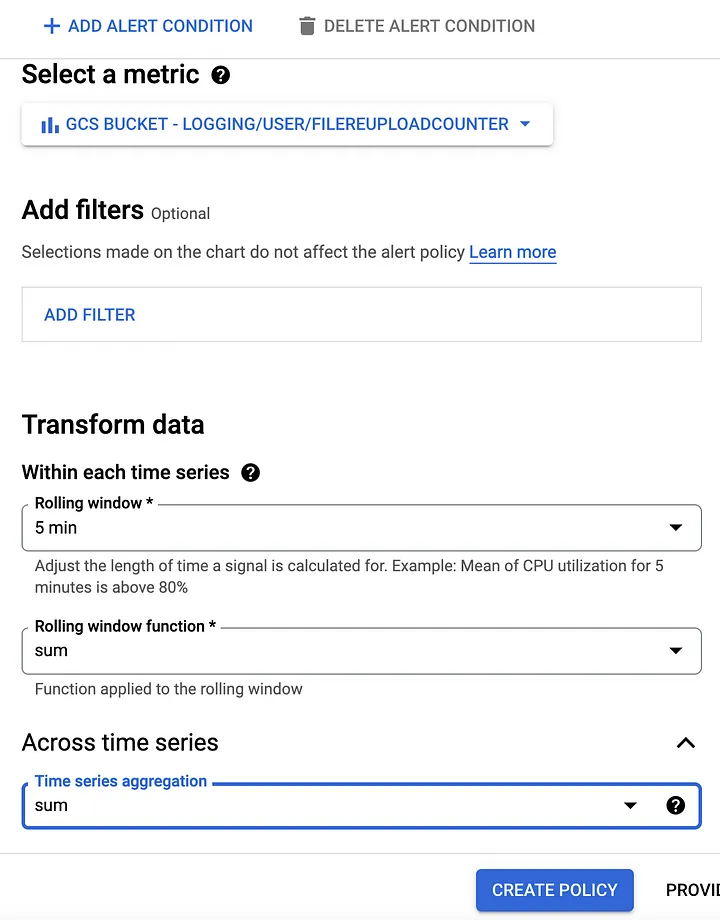 ADD ALERT CONDITION DELETE ALERT CONDITION
Select a metric
GCS BUCKET - LOGGING/USER/FILEREUPLOADCOUNTER
Add filters Optional
Selections made on the chart do not affect the alert policy Learn more
ADD FILTER
Transform data
Within each time series
Rolling window *
5 min
Adjust the length of time a signal is calculated for. Example: Mean of CPU utilization for 5
minutes is above 80%
Rolling window function *
sum
Function applied to the rolling window
Across time series
Time series aggregation
sum
CREATE POLICY PROVID